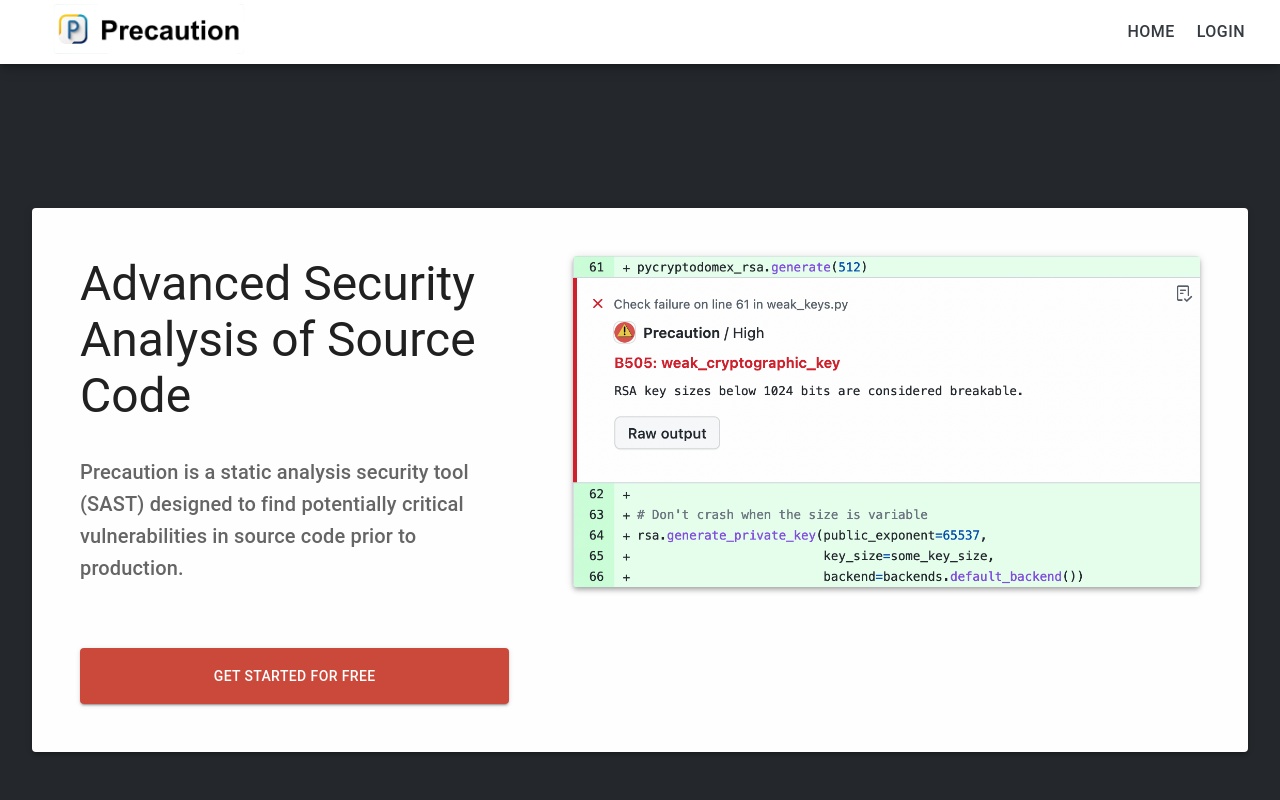 Precaution
HOME LOGIN
Advanced Security
Analysis of Source
Code
Precaution is a static analysis security tool
(SAST) designed to find potentially critical
vulnerabilities in source code prior to
production.
GET STARTED FOR FREE
61 + pycryptodomex_rsa.generate(512)
Check failure on line 61 in weak_keys.py
Precaution / High
B505: weak_cryptographic_key
RSA key sizes below 1024 bits are considered breakable.
Raw output
62 +
63 + # Don't crash when the size is variable
64 + rsa.generate_private_key(public_exponent=65537,
65 + key_size=some_key_size,
66 + backend=backends.default_backend())